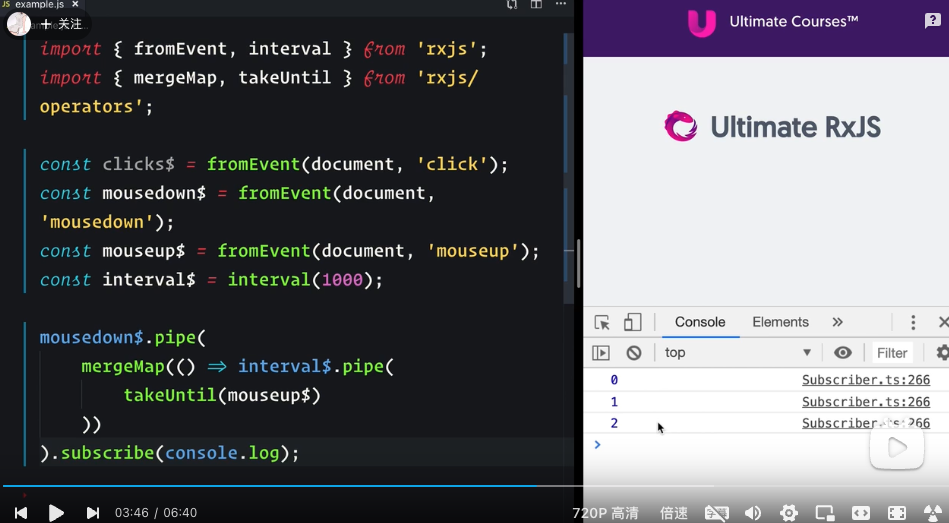 example.js
+ 关注
import { fromEvent, interval } from 'rxjs';
import { mergeMap, takeUntil } from 'rxjs/
operators';
const clicks$ = fromEvent(document, 'click');
const mousedown$ = fromEvent(document,
'mousedown');
const mouseup$ = fromEvent(document, 'mouseup');
const interval$ = interval(1000);
mousedown$.pipe(
mergeMap(() => interval$.pipe(
takeUntil(mouseup$)
))
).subscribe(console.log);
Ultimate Courses™
Ultimate RxJS
Console Elements »
top Filter
0 Subscriber.ts:266
1 Subscriber.ts:266
2 Subscriber.ts:266
03:46 / 06:40
720P 高清 倍速